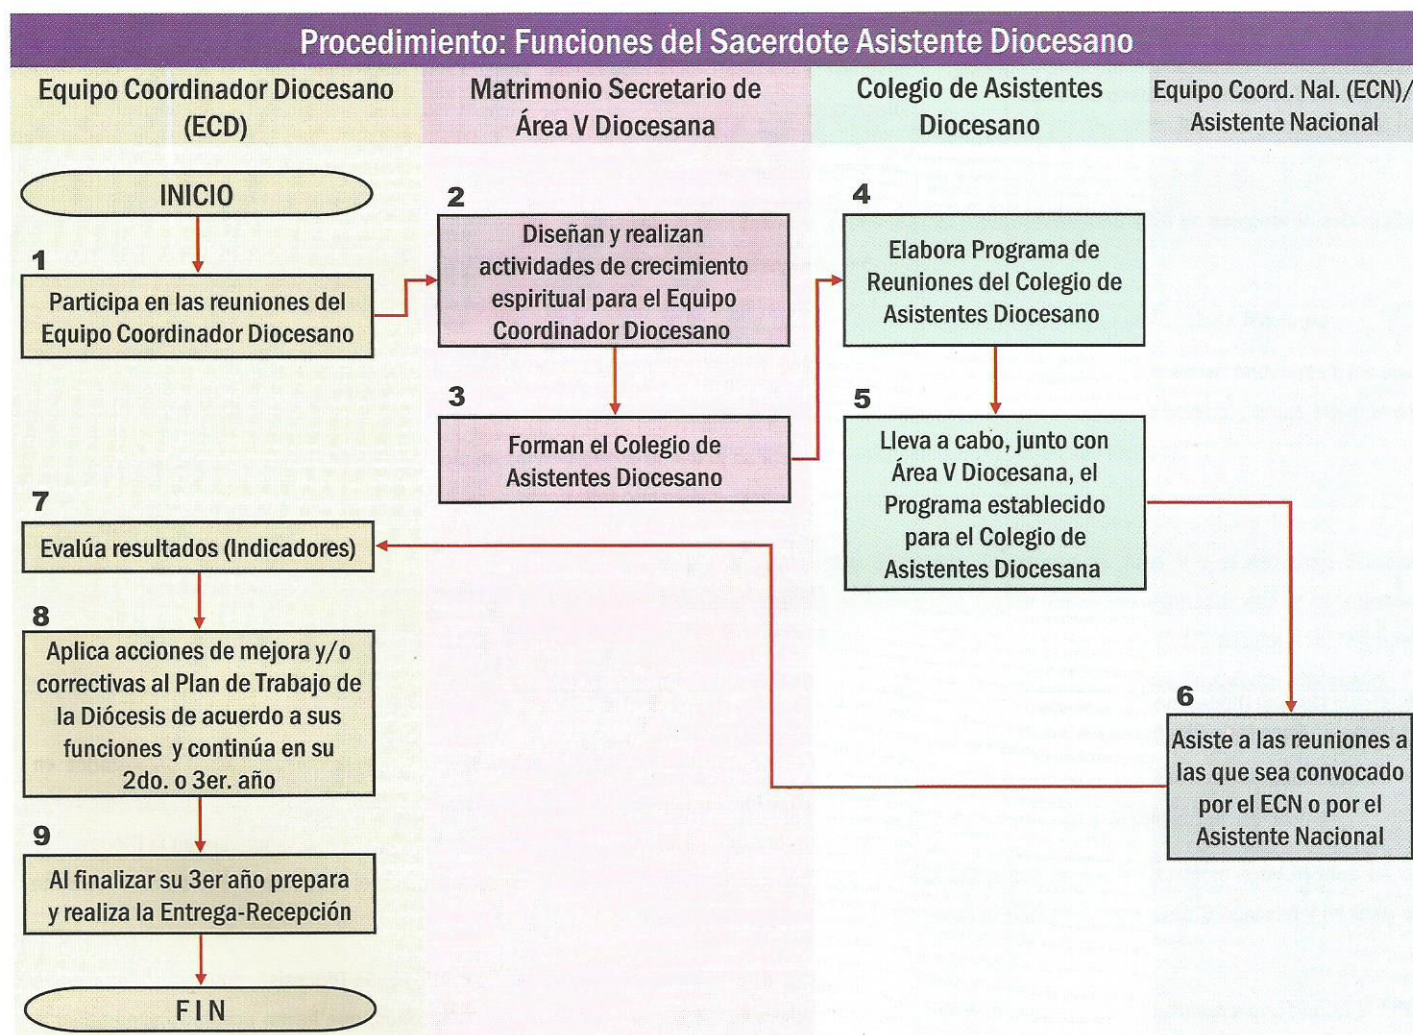 Procedimiento: Funciones del Sacerdote Asistente Diocesano
Equipo Coordinador Diocesano
(ECD)
Matrimonio Secretario de
Área V Diocesana
Colegio de Asistentes
Diocesano
Equipo Coord. Nal. (ECN)/
Asistente Nacional
INICIO
1
Participa en las reuniones del
Equipo Coordinador Diocesano
2
Diseñan y realizan
actividades de crecimiento
espiritual para el Equipo
Coordinador Diocesano
3
Forman el Colegio de
Asistentes Diocesano
4
Elabora Programa de
Reuniones del Colegio de
Asistentes Diocesano
5
Lleva a cabo, junto con
Área V Diocesana, el
Programa establecido
para el Colegio de
Asistentes Diocesana
6
Asiste a las reuniones a
las que sea convocado
por el ECN o por el
Asistente Nacional
7
Evalúa resultados (Indicadores)
8
Aplica acciones de mejora y/o
correctivas al Plan de Trabajo de
la Diócesis de acuerdo a sus
funciones y continúa en su
2do. o 3er. año
9
Al finalizar su 3er año prepara
y realiza la Entrega-Recepción
F I N